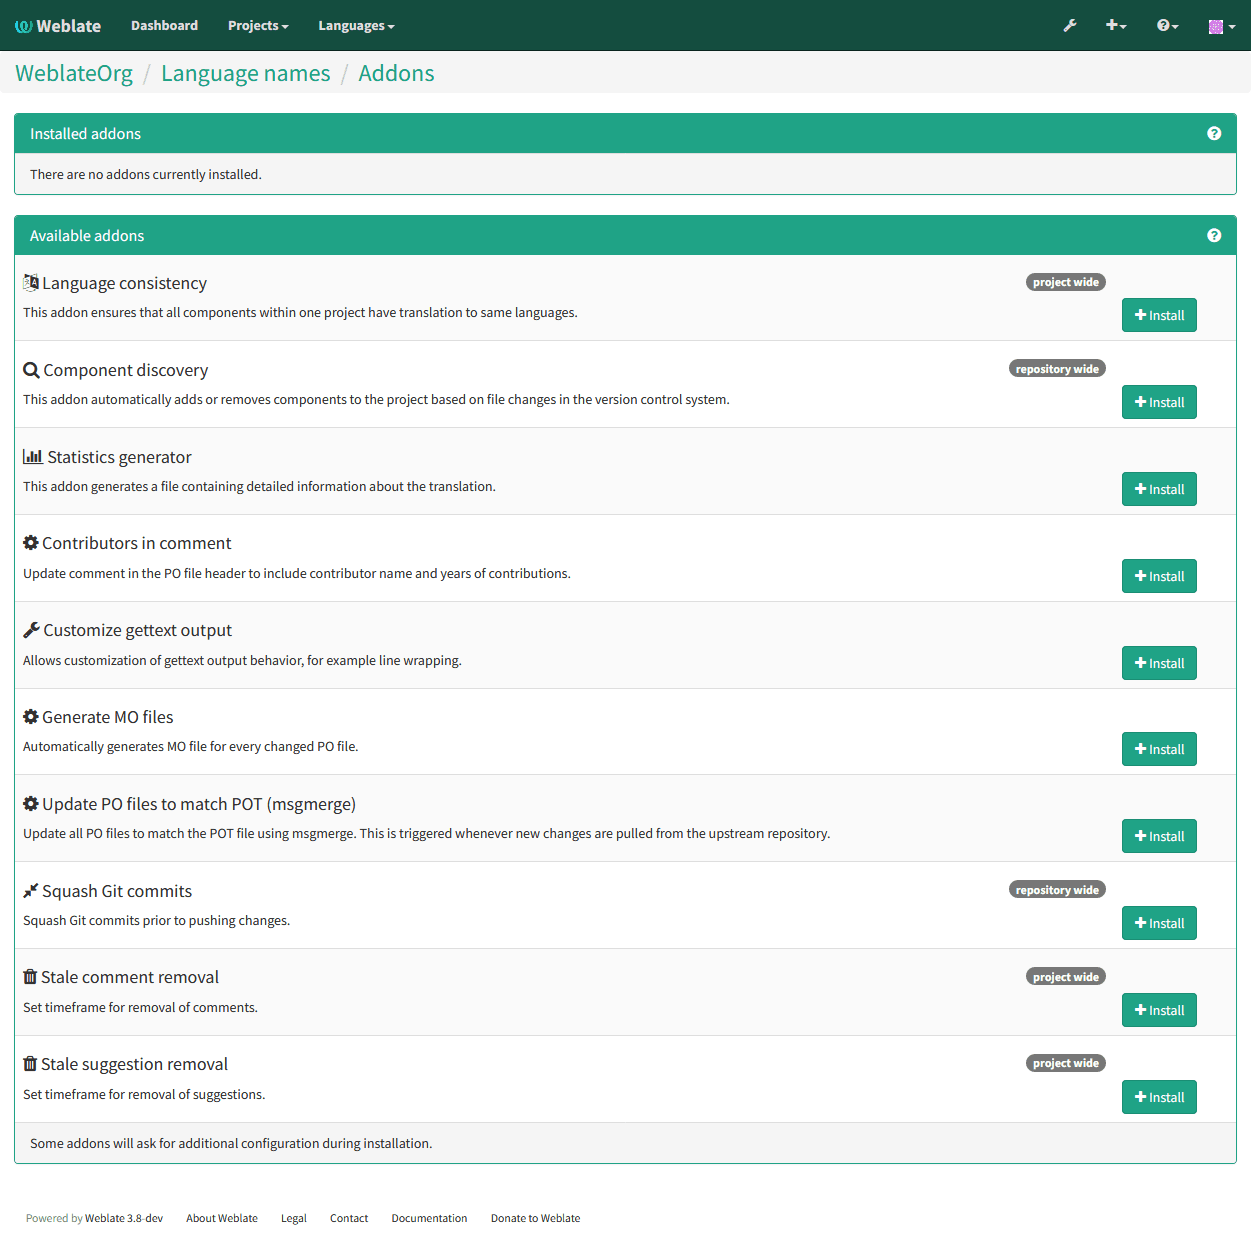 Weblate Dashboard Projects Languages
WeblateOrg / Language names / Addons
Installed addons
There are no addons currently installed.
Available addons
Language consistency project wide
This addon ensures that all components within one project have translation to same languages.
Install
Component discovery repository wide
This addon automatically adds or removes components to the project based on file changes in the version control system.
Install
Statistics generator
This addon generates a file containing detailed information about the translation.
Install
Contributors in comment
Update comment in the PO file header to include contributor name and years of contributions.
Install
Customize gettext output
Allows customization of gettext output behavior, for example line wrapping.
Install
Generate MO files
Automatically generates MO file for every changed PO file.
Install
Update PO files to match POT (msgmerge)
Update all PO files to match the POT file using msgmerge. This is triggered whenever new changes are pulled from the upstream repository.
Install
Squash Git commits repository wide
Squash Git commits prior to pushing changes.
Install
Stale comment removal project wide
Set timeframe for removal of comments.
Install
Stale suggestion removal project wide
Set timeframe for removal of suggestions.
Install
Some addons will ask for additional configuration during installation.
Powered by Weblate 3.8-dev About Weblate Legal Contact Documentation Donate to Weblate